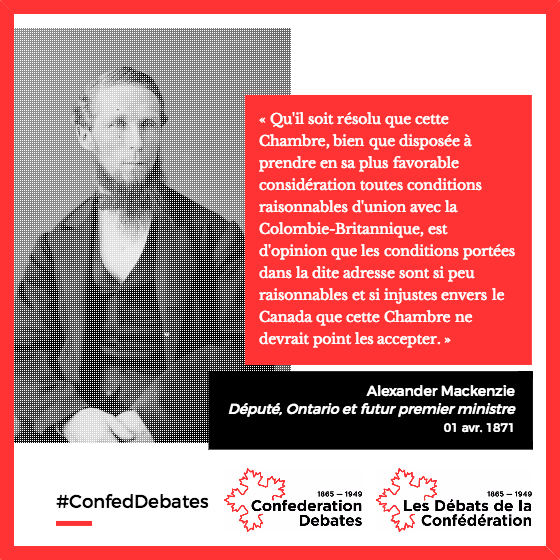 « Qu'il soit résolu que cette
Chambre, bien que disposée à
prendre en sa plus favorable
considération toutes conditions
raisonnables d'union avec la
Colombie-Britannique, est
d'opinion que les conditions portées
dans la dite adresse sont si peu
raisonnables et si injustes envers le
Canada que cette Chambre ne
devrait point les accepter. »
Alexander Mackenzie
Député, Ontario et futur premier ministre
01 avr. 1871
#ConfedDebates
1865 — 1949
Confederation
Debates
1865 — 1949
Les Débats de la
Confédération